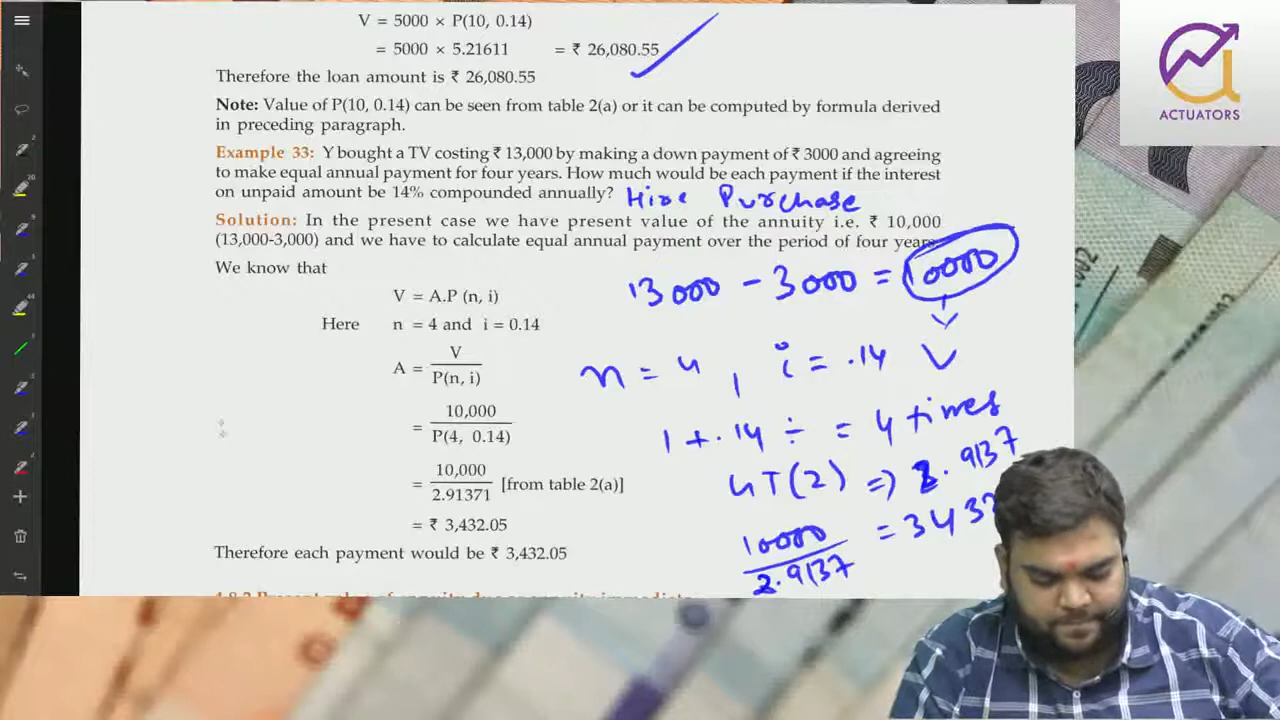 V = 5000 × P(10, 0.14)
= 5000 × 5.21611 = ₹ 26,080.55
Therefore the loan amount is ₹ 26,080.55
Note: Value of P(10, 0.14) can be seen from table 2(a) or it can be computed by formula derived
in preceding paragraph.
Example 33: Y bought a TV costing ₹ 13,000 by making a down payment of ₹ 3000 and agreeing
to make equal annual payment for four years. How much would be each payment if the interest
on unpaid amount be 14% compounded annually?
Hire Purchase
Solution: In the present case we have present value of the annuity i.e. ₹ 10,000
(13,000-3,000) and we have to calculate equal annual payment over the period of four years.
We know that
V = A.P (n, i)
Here n = 4 and i = 0.14
A = V / P(n, i)
= 10,000 / P(4, 0.14)
= 10,000 / 2.91371 [from table 2(a)]
= ₹ 3,432.05
Therefore each payment would be ₹ 3,432.05
13000 - 3000 = 10000
n = 4, i = .14 V
1 + .14 ÷ = 4 times
GT(2) => 2.9137
10000 / 2.9137 = 3432
ACTUATORS
2002